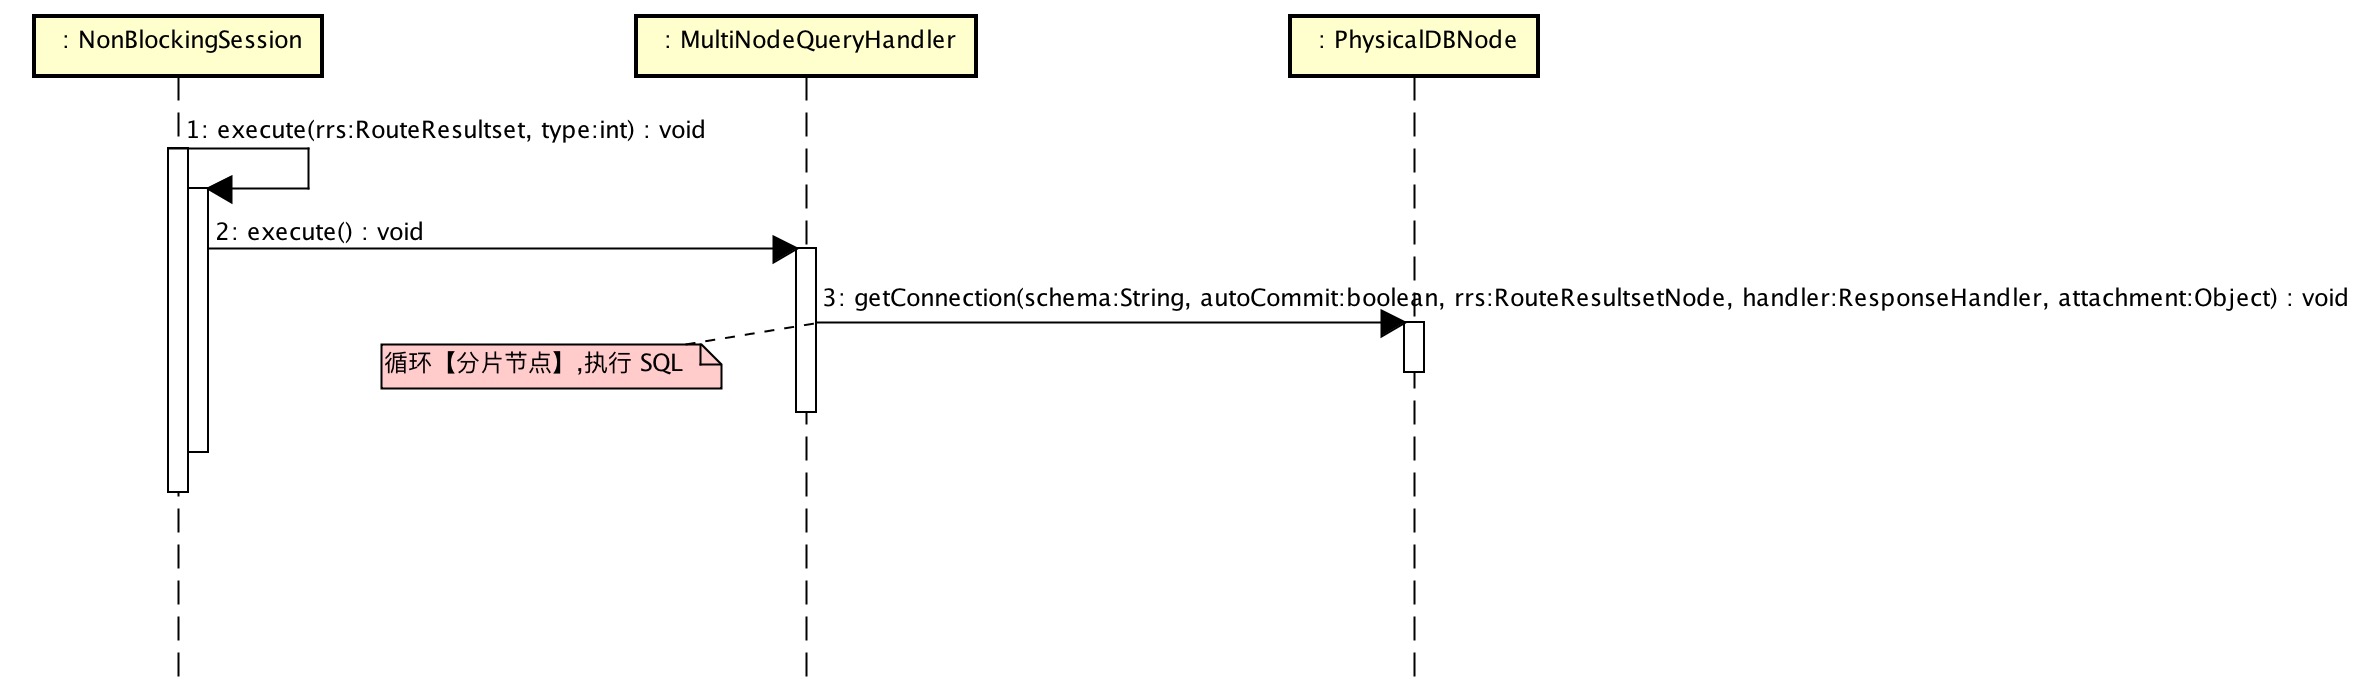 : NonBlockingSession
: MultiNodeQueryHandler
: PhysicalDBNode
1: execute(rrs:RouteResultset, type:int) : void
2: execute() : void
3: getConnection(schema:String, autoCommit:boolean, rrs:RouteResultsetNode, handler:ResponseHandler, attachment:Object) : void
循环【分片节点】,执行 SQL